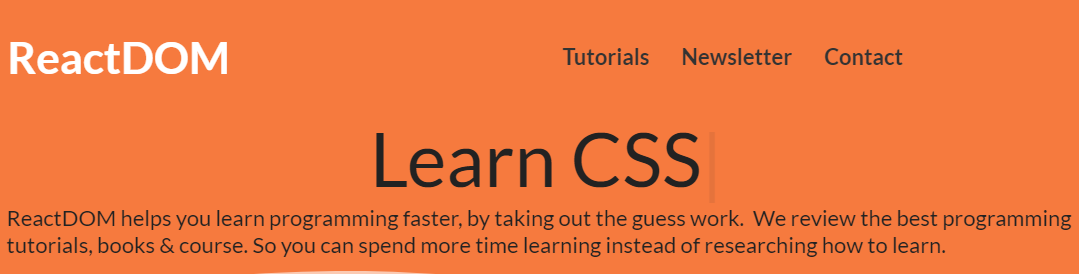 ReactDOM
Tutorials Newsletter Contact
Learn CSS
ReactDOM helps you learn programming faster, by taking out the guess work.  We review the best programming
tutorials, books & course. So you can spend more time learning instead of researching how to learn.